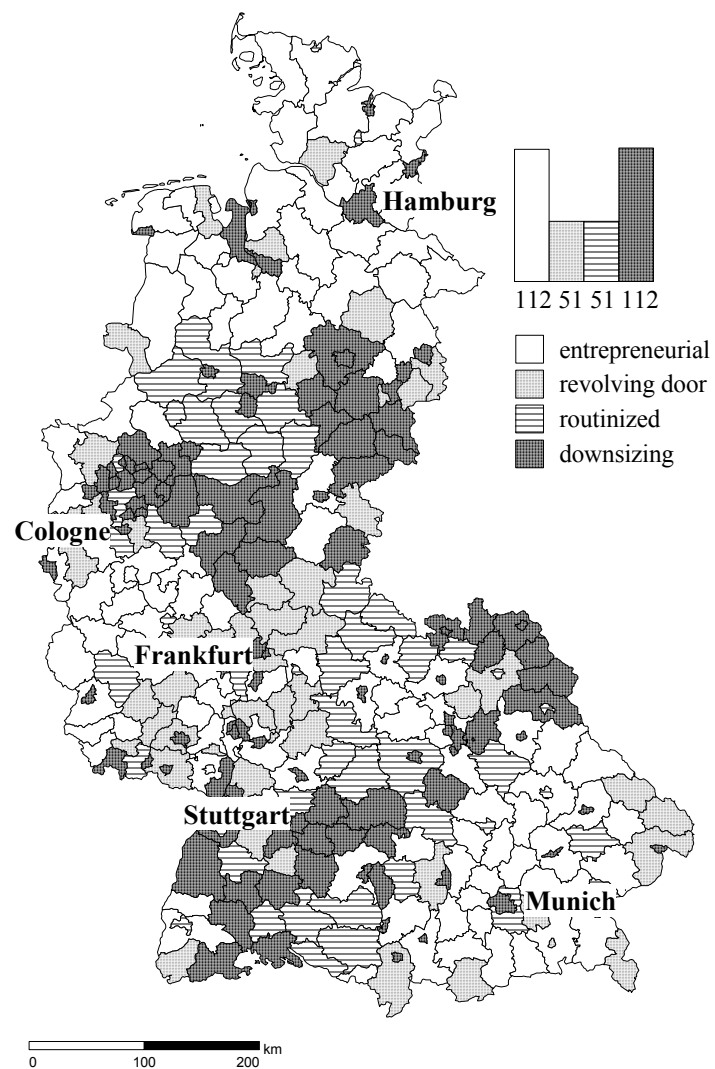 Hamburg
112 51 51 112
entrepreneurial
revolving door
routinized
downsizing
Cologne
Frankfurt
Stuttgart
Munich
km
0 100 200